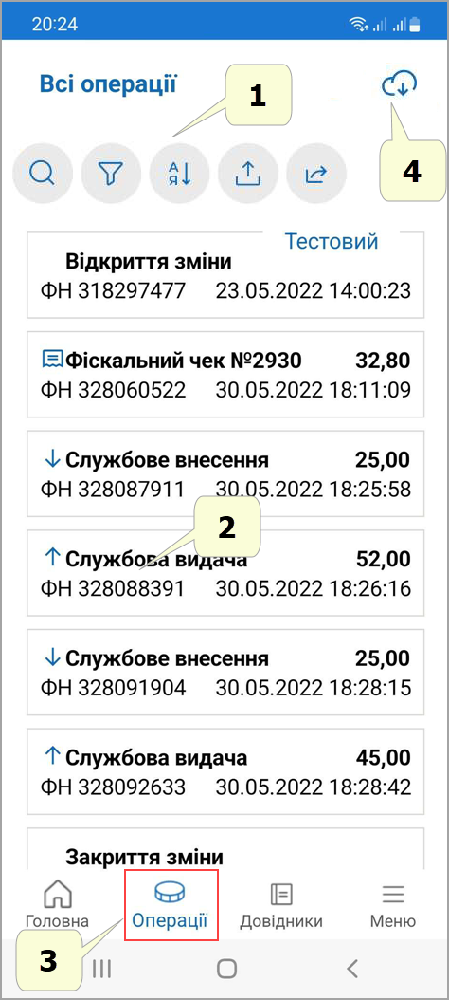 20:24
Всі операції
1
4
А
Я
Тестовий
Відкриття зміни
ФН 318297477 23.05.2022 14:00:23
Фіскальний чек №2930 32,80
ФН 328060522 30.05.2022 18:11:09
Службове внесення 25,00
ФН 328087911 30.05.2022 18:25:58
2
Службова видача 52,00
ФН 328088391 30.05.2022 18:26:16
Службове внесення 25,00
ФН 328091904 30.05.2022 18:28:15
Службова видача 45,00
ФН 328092633 30.05.2022 18:28:42
Закриття зміни
Головна Операції Довідники Меню
3